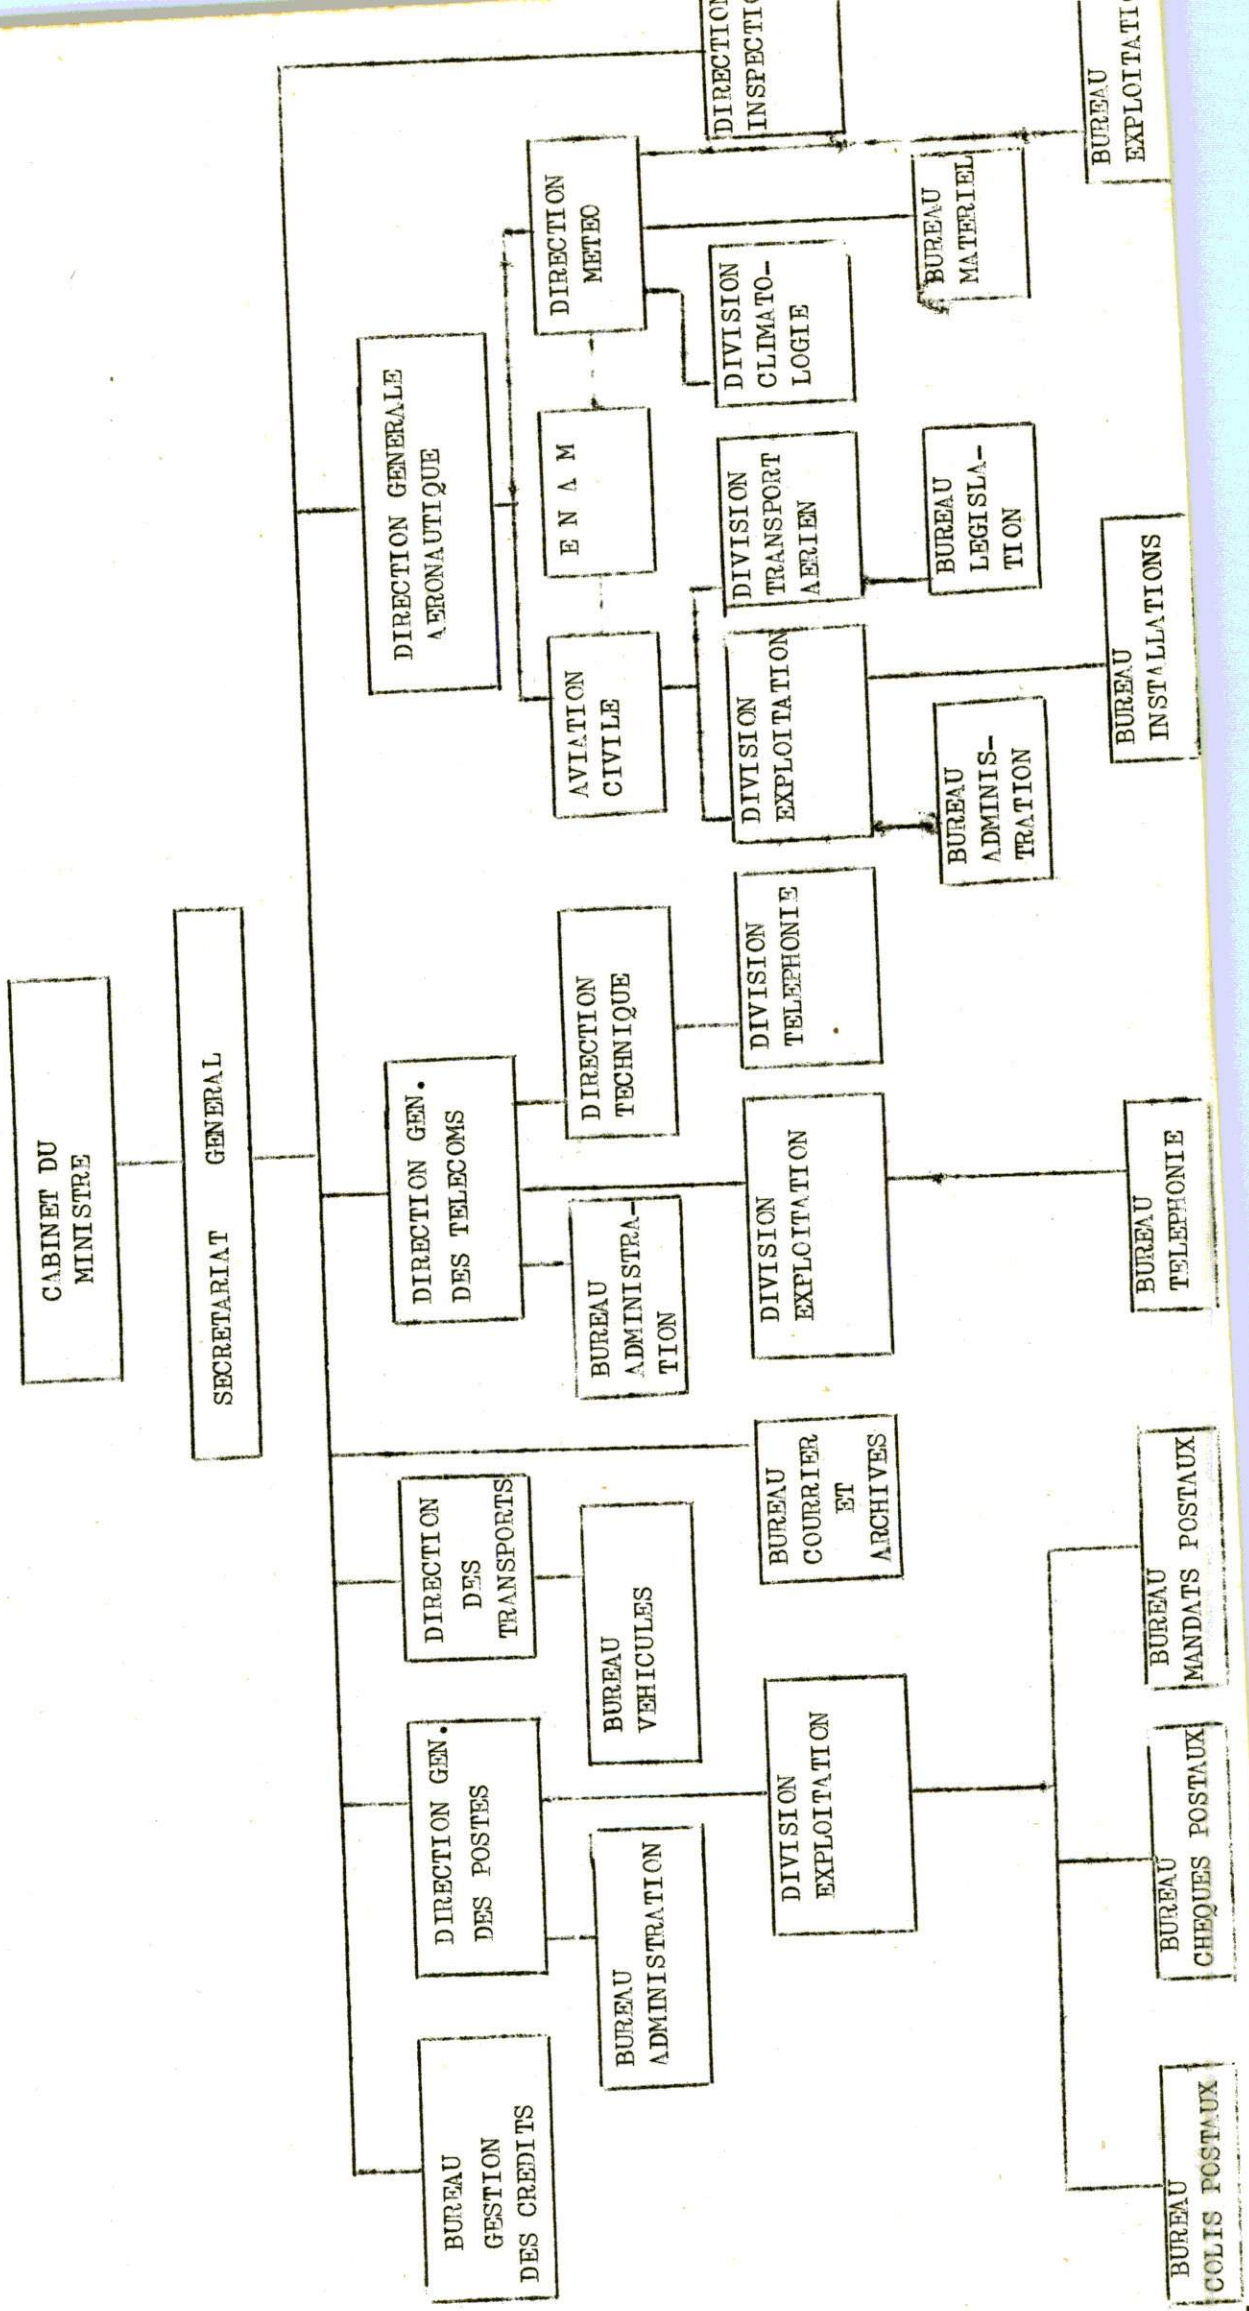 CABINET DU
MINISTRE
SECRETARIAT GENERAL
BUREAU
GESTION
DES CREDITS
DIRECTION GEN.
DES POSTES
DIRECTION
DES
TRANSPORTS
DIRECTION GEN.
DES TELECOMS
DIRECTION GENERALE
AERONAUTIQUE
BUREAU
ADMINISTRATION
BUREAU
VEHICULES
BUREAU
ADMINISTRA-
TION
DIRECTION
TECHNIQUE
AVIATION
CIVILE
E N A M
DIRECTION
METEO
DIVISION
EXPLOITATION
BUREAU
COURRIER
ET
ARCHIVES
DIVISION
EXPLOITATION
DIVISION
TELEPHONIE
DIVISION
EXPLOITATION
DIVISION
TRANSPORT
AERIEN
DIVISION
CLIMATO-
LOGIE
DIRECTION
INSPECTIO
BUREAU
ADMINIS-
TRATION
BUREAU
LEGISLA-
TION
BUREAU
MATERIEL
BUREAU
COLIS POSTAUX
BUREAU
CHEQUES POSTAUX
BUREAU
MANDATS POSTAUX
BUREAU
TELEPHONIE
BUREAU
INSTALLATIONS
BUREAU
EXPLOITATI